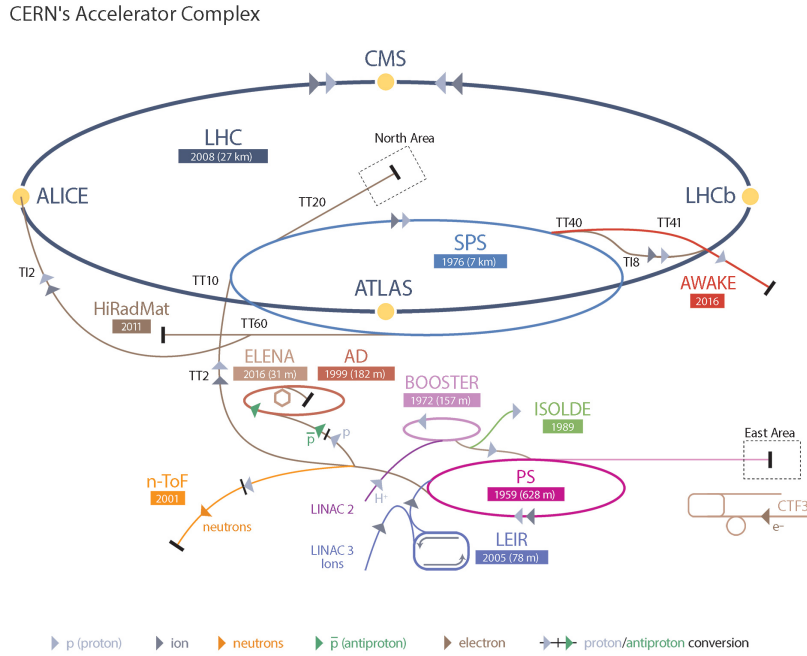 CERN's Accelerator Complex
CMS
LHC
2008 (27 km)
North Area
ALICE
LHCb
TT20
TT40
TT41
SPS
1976 (7 km)
TI2
TT10
TI8
ATLAS
AWAKE
2016
HiRadMat
2011
TT60
ELENA
2016 (31 m)
AD
1999 (182 m)
TT2
BOOSTER
1972 (157 m)
ISOLDE
1989
p̅
p
East Area
n-ToF
2001
PS
1959 (628 m)
H⁺
LINAC 2
neutrons
CTF3
e-
LEIR
2005 (78 m)
LINAC 3
Ions
p (proton)
ion
neutrons
p̅ (antiproton)
electron
proton/antiproton conversion